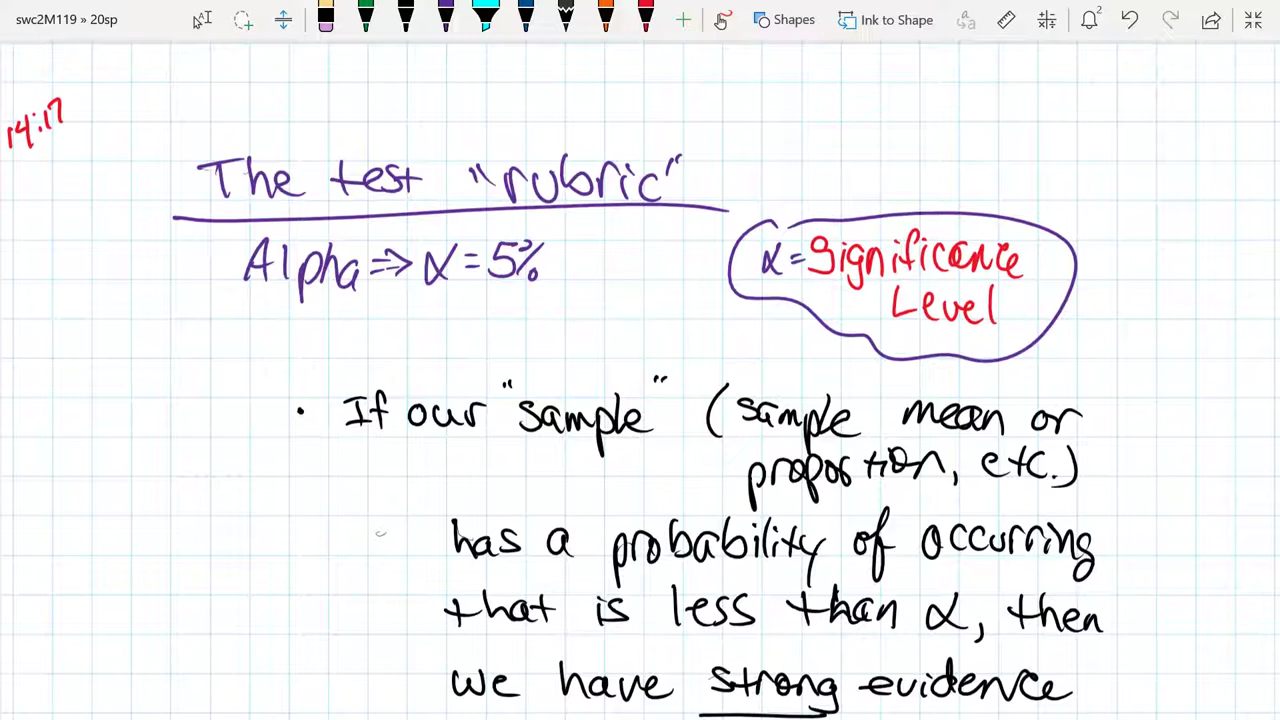 swc2M119 » 20sp
Shapes
Ink to Shape
2
14:17
The test "rubric"
Alpha ⇒ α = 5%
α = Significance
Level
• If our "sample" (sample mean or
proportion, etc.)
has a probability of occurring
that is less than α, then
we have strong evidence